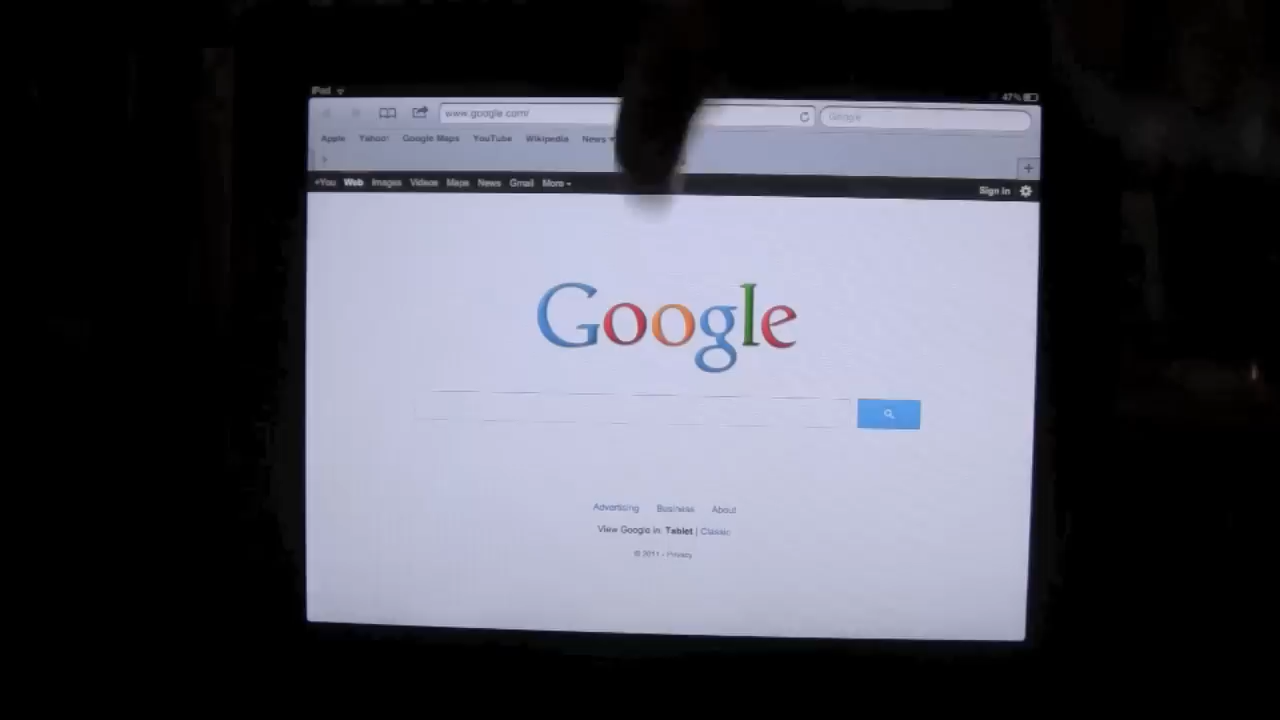 iPad 47%
www.google.com/ Google
Apple Yahoo! Google Maps YouTube Wikipedia News
+You Web Images Videos Maps News Gmail More Sign in
Google
Advertising Business About
View Google in: Tablet | Classic
© 2011 - Privacy